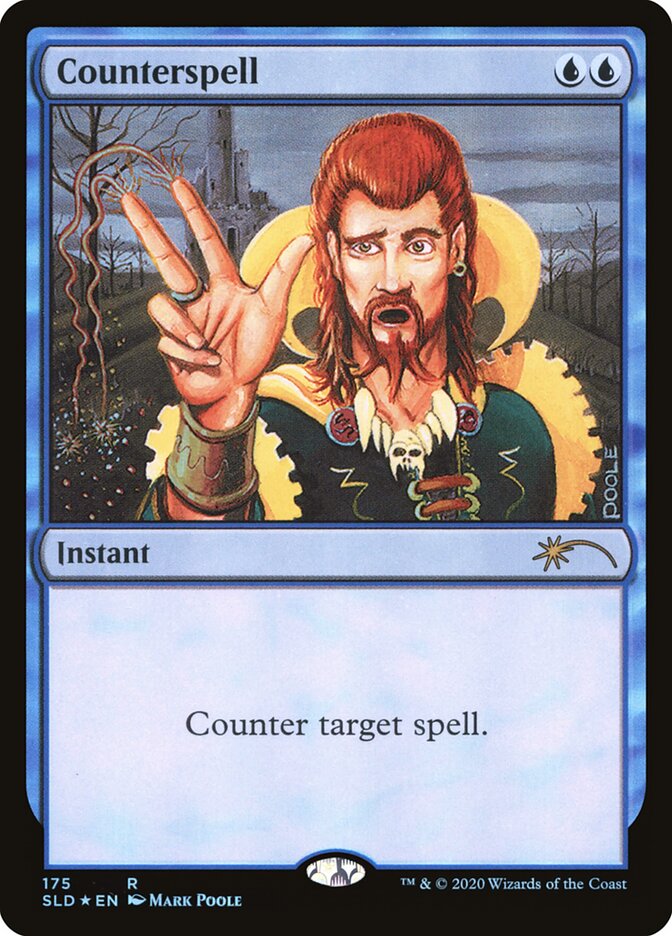 Counterspell
POOLE
Instant
Counter target spell.
175 R
SLD ★ EN Mark Poole
™ & © 2020 Wizards of the Coast